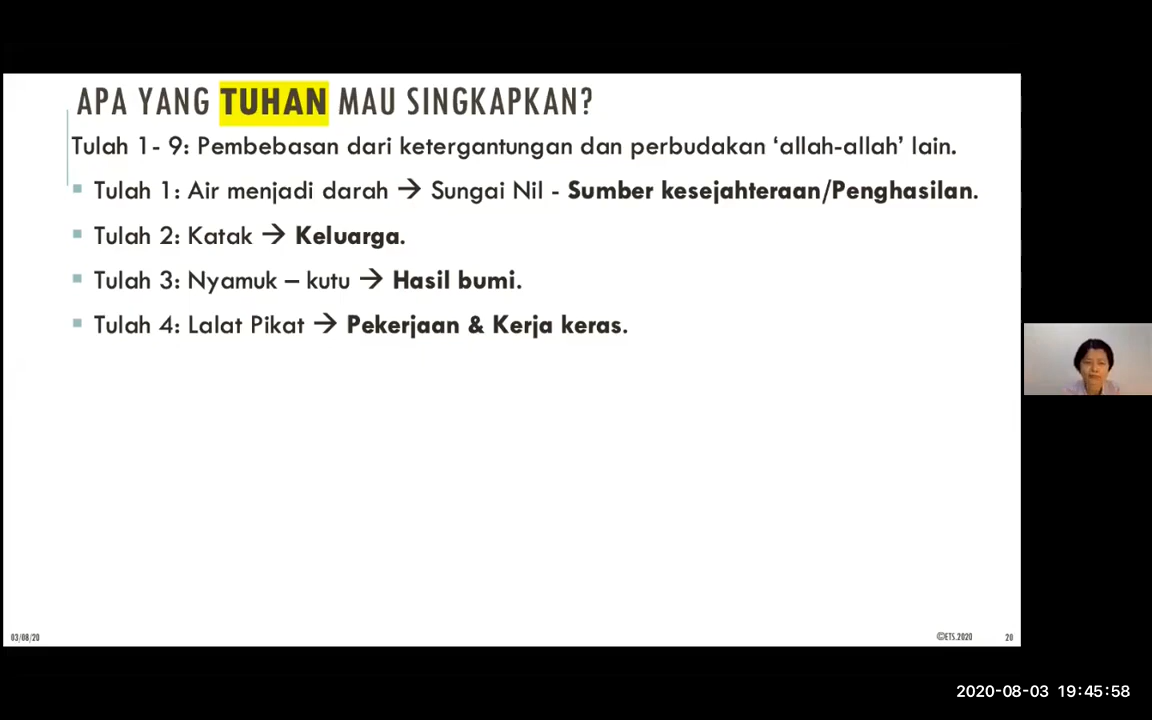 APA YANG TUHAN MAU SINGKAPKAN?
Tulah 1- 9: Pembebasan dari ketergantungan dan perbudakan ‘allah-allah’ lain.
Tulah 1: Air menjadi darah → Sungai Nil - Sumber kesejahteraan/Penghasilan.
Tulah 2: Katak → Keluarga.
Tulah 3: Nyamuk – kutu → Hasil bumi.
Tulah 4: Lalat Pikat → Pekerjaan & Kerja keras.
03/08/20
©ETS.2020
20
2020-08-03 19:45:58